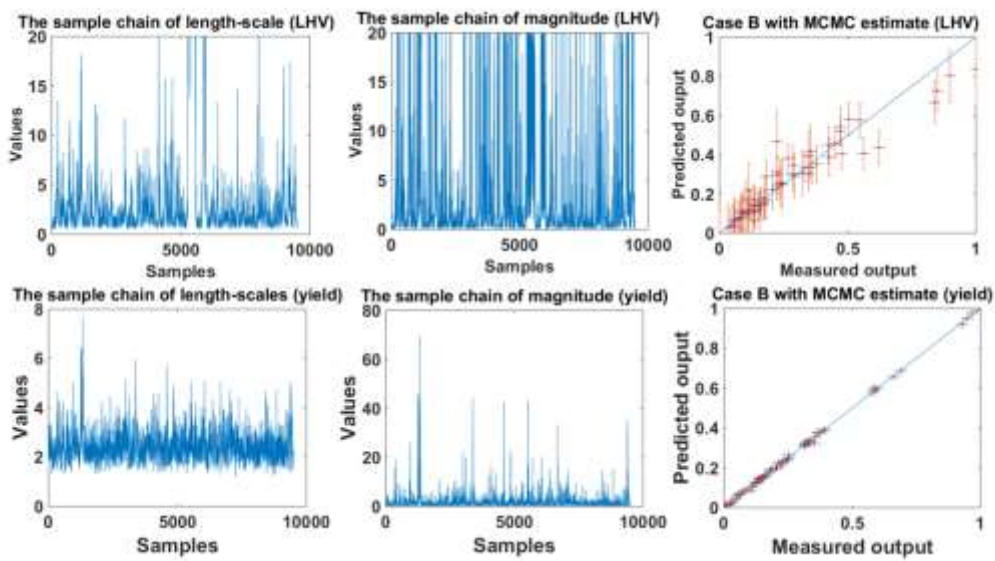 The sample chain of length-scale (LHV)
20
15
10
5
0
Values
0 5000 10000
Samples
The sample chain of magnitude (LHV)
20
15
10
5
0
Values
0 5000 10000
Samples
Case B with MCMC estimate (LHV)
1
0.8
0.6
0.4
0.2
0
Predicted ouput
0 0.5 1
Measured output
The sample chain of length-scales (yield)
8
6
4
2
0
Values
0 5000 10000
Samples
The sample chain of magnitude (yield)
80
60
40
20
0
Values
0 5000 10000
Samples
Case B with MCMC estimate (yield)
1
0.8
0.6
0.4
0.2
0
Predicted ouput
0 0.5 1
Measured output